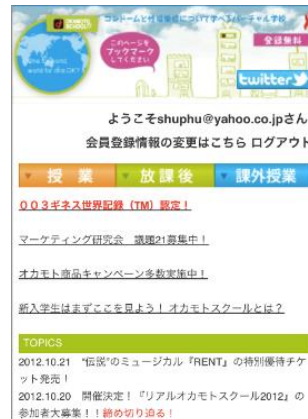 OKAMOTO SCHOOL
コンドームと付き合い方について学べるバーチャル学校
このページを
ブックマーク
してください
全部無料
twitter
ようこそshuphu@yahoo.co.jpさん
会員登録情報の変更はこちら ログアウト
授 業
放課後
課外授業
００３ギネス世界記録（TM）認定！
マーケティング研究会 課題21募集中！
オカモト商品キャンペーン多数実施中！
新入学生はまずここを見よう！ オカモトスクールとは？
TOPICS
2012.10.21 “伝説”のミュージカル『RENT』の特別優待チケ
ット発売！
2012.10.20 開催決定！『リアルオカモトスクール2012』の
参加者大募集！！締め切り迫る！